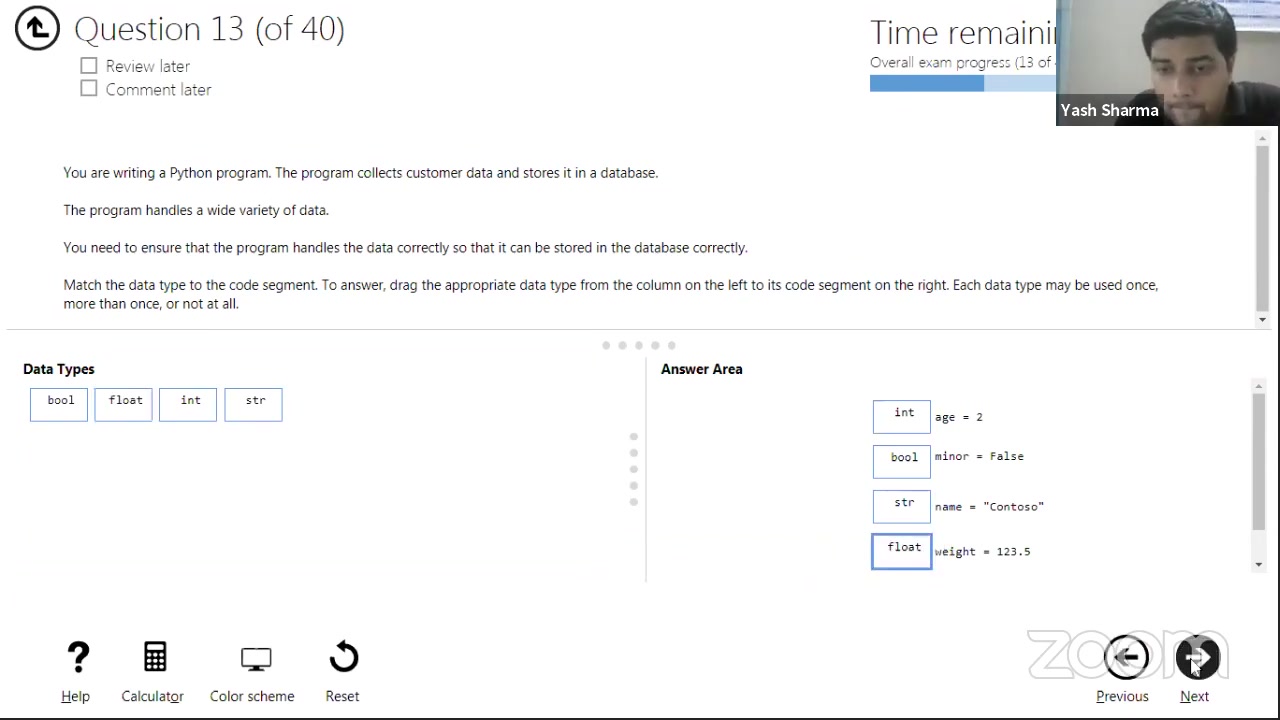 Question 13 (of 40)
Review later
Comment later
Time remaini
Overall exam progress (13 of
Yash Sharma
You are writing a Python program. The program collects customer data and stores it in a database.
The program handles a wide variety of data.
You need to ensure that the program handles the data correctly so that it can be stored in the database correctly.
Match the data type to the code segment. To answer, drag the appropriate data type from the column on the left to its code segment on the right. Each data type may be used once,
more than once, or not at all.
Data Types
bool float int str
Answer Area
int age = 2
bool minor = False
str name = "Contoso"
float weight = 123.5
zoom
? Help
Calculator
Color scheme
Reset
Previous
Next